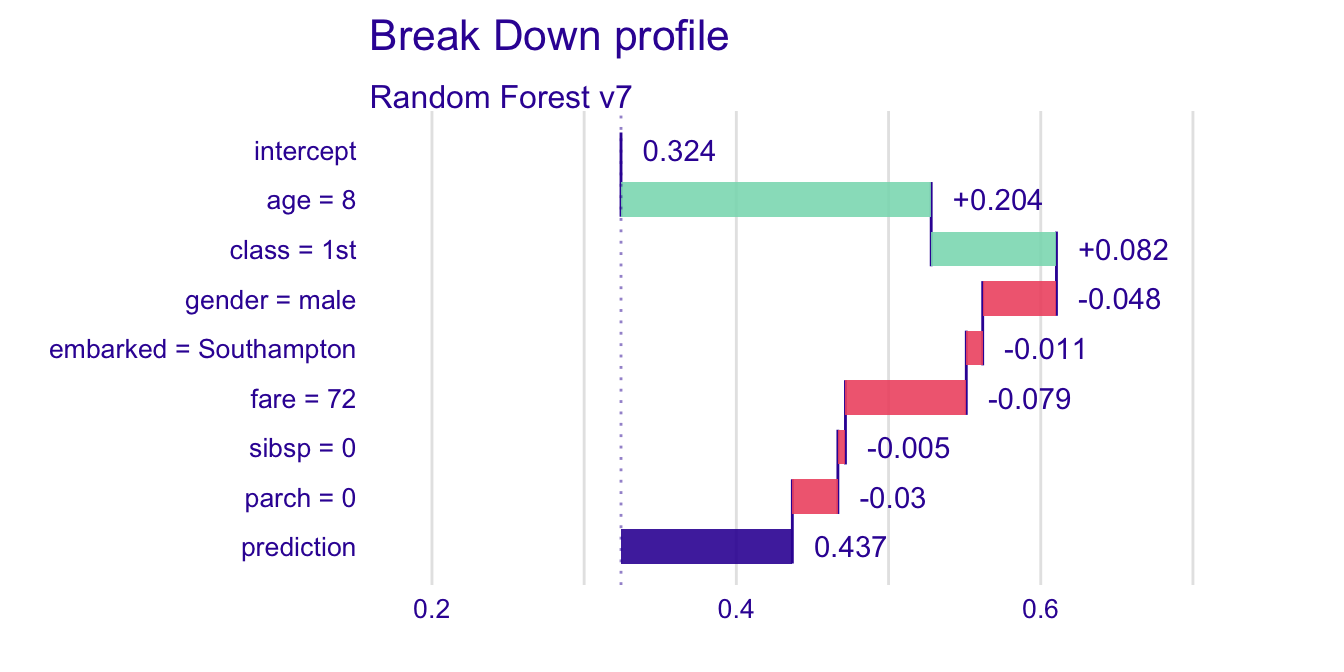 Break Down profile
Random Forest v7
intercept 0.324
age = 8 +0.204
class = 1st +0.082
gender = male -0.048
embarked = Southampton -0.011
fare = 72 -0.079
sibsp = 0 -0.005
parch = 0 -0.03
prediction 0.437
0.2 0.4 0.6